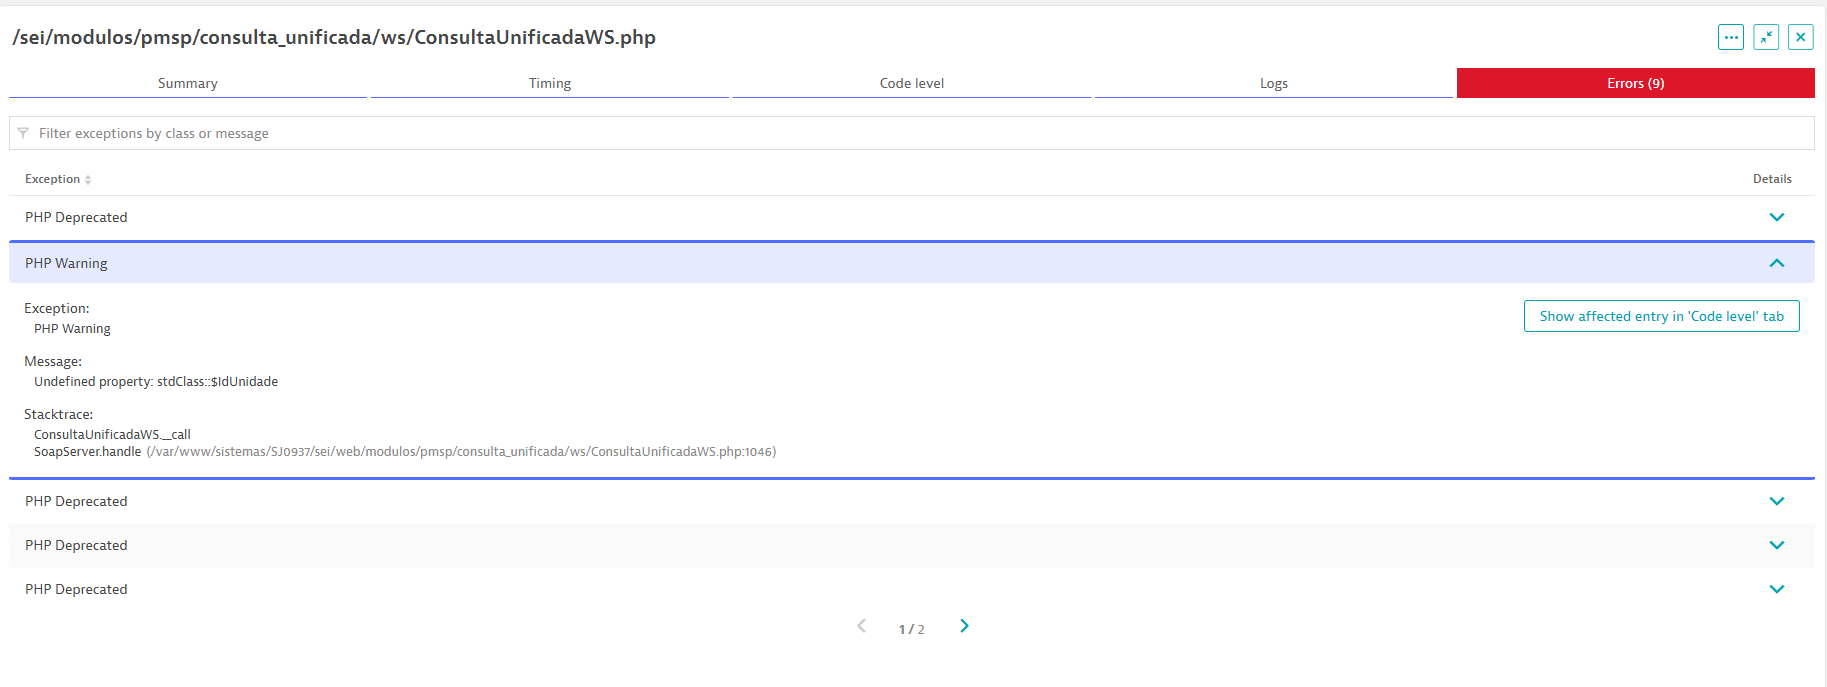 /sei/modulos/pmsp/consulta_unificada/ws/ConsultaUnificadaWS.php
Summary Timing Code level Logs Errors (9)
Filter exceptions by class or message
Exception Details
PHP Deprecated
PHP Warning
Exception:
PHP Warning
Show affected entry in 'Code level' tab
Message:
Undefined property: stdClass::$IdUnidade
Stacktrace:
ConsultaUnificadaWS.__call
SoapServer.handle (/var/www/sistemas/SJ0937/sei/web/modulos/pmsp/consulta_unificada/ws/ConsultaUnificadaWS.php:1046)
PHP Deprecated
PHP Deprecated
PHP Deprecated
1 / 2